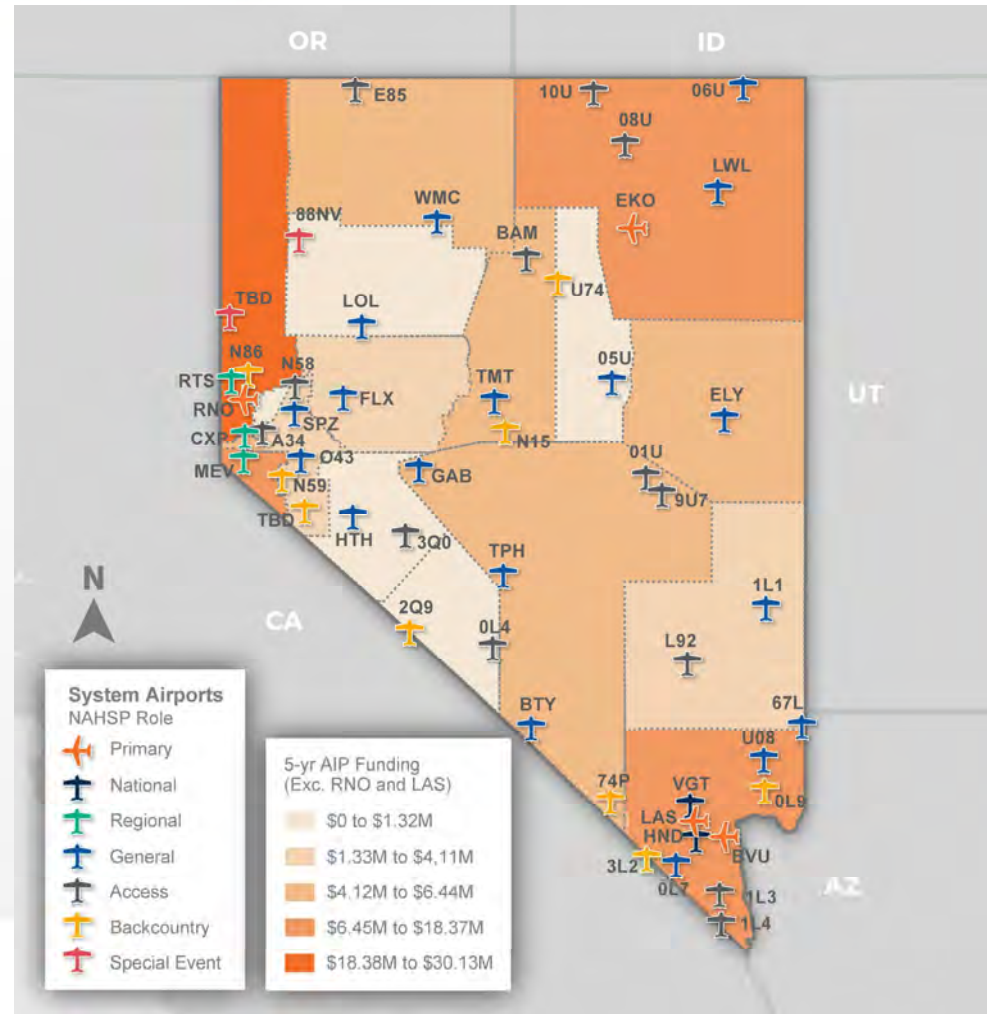 OR
ID
E85
10U
06U
08U
LWL
WMC
EKO
88NV
BAM
U74
TBD
LOL
05U
N86
N58
TMT
RTS
FLX
ELY
UT
RNO
SPZ
N15
CXP
A34
01U
MEV
O43
GAB
9U7
N59
TBD
HTH
3Q0
TPH
N
1L1
2Q9
CA
0L4
L92
BTY
67L
U08
74P
VGT
0L9
LAS
HND
BVU
3L2
0L7
AZ
1L3
1L4
System Airports
NAHSP Role
Primary
National
Regional
General
Access
Backcountry
Special Event
5-yr AIP Funding
(Exc. RNO and LAS)
$0 to $1.32M
$1.33M to $4,11M
$4.12M to $6.44M
$6.45M to $18.37M
$18.38M to $30.13M